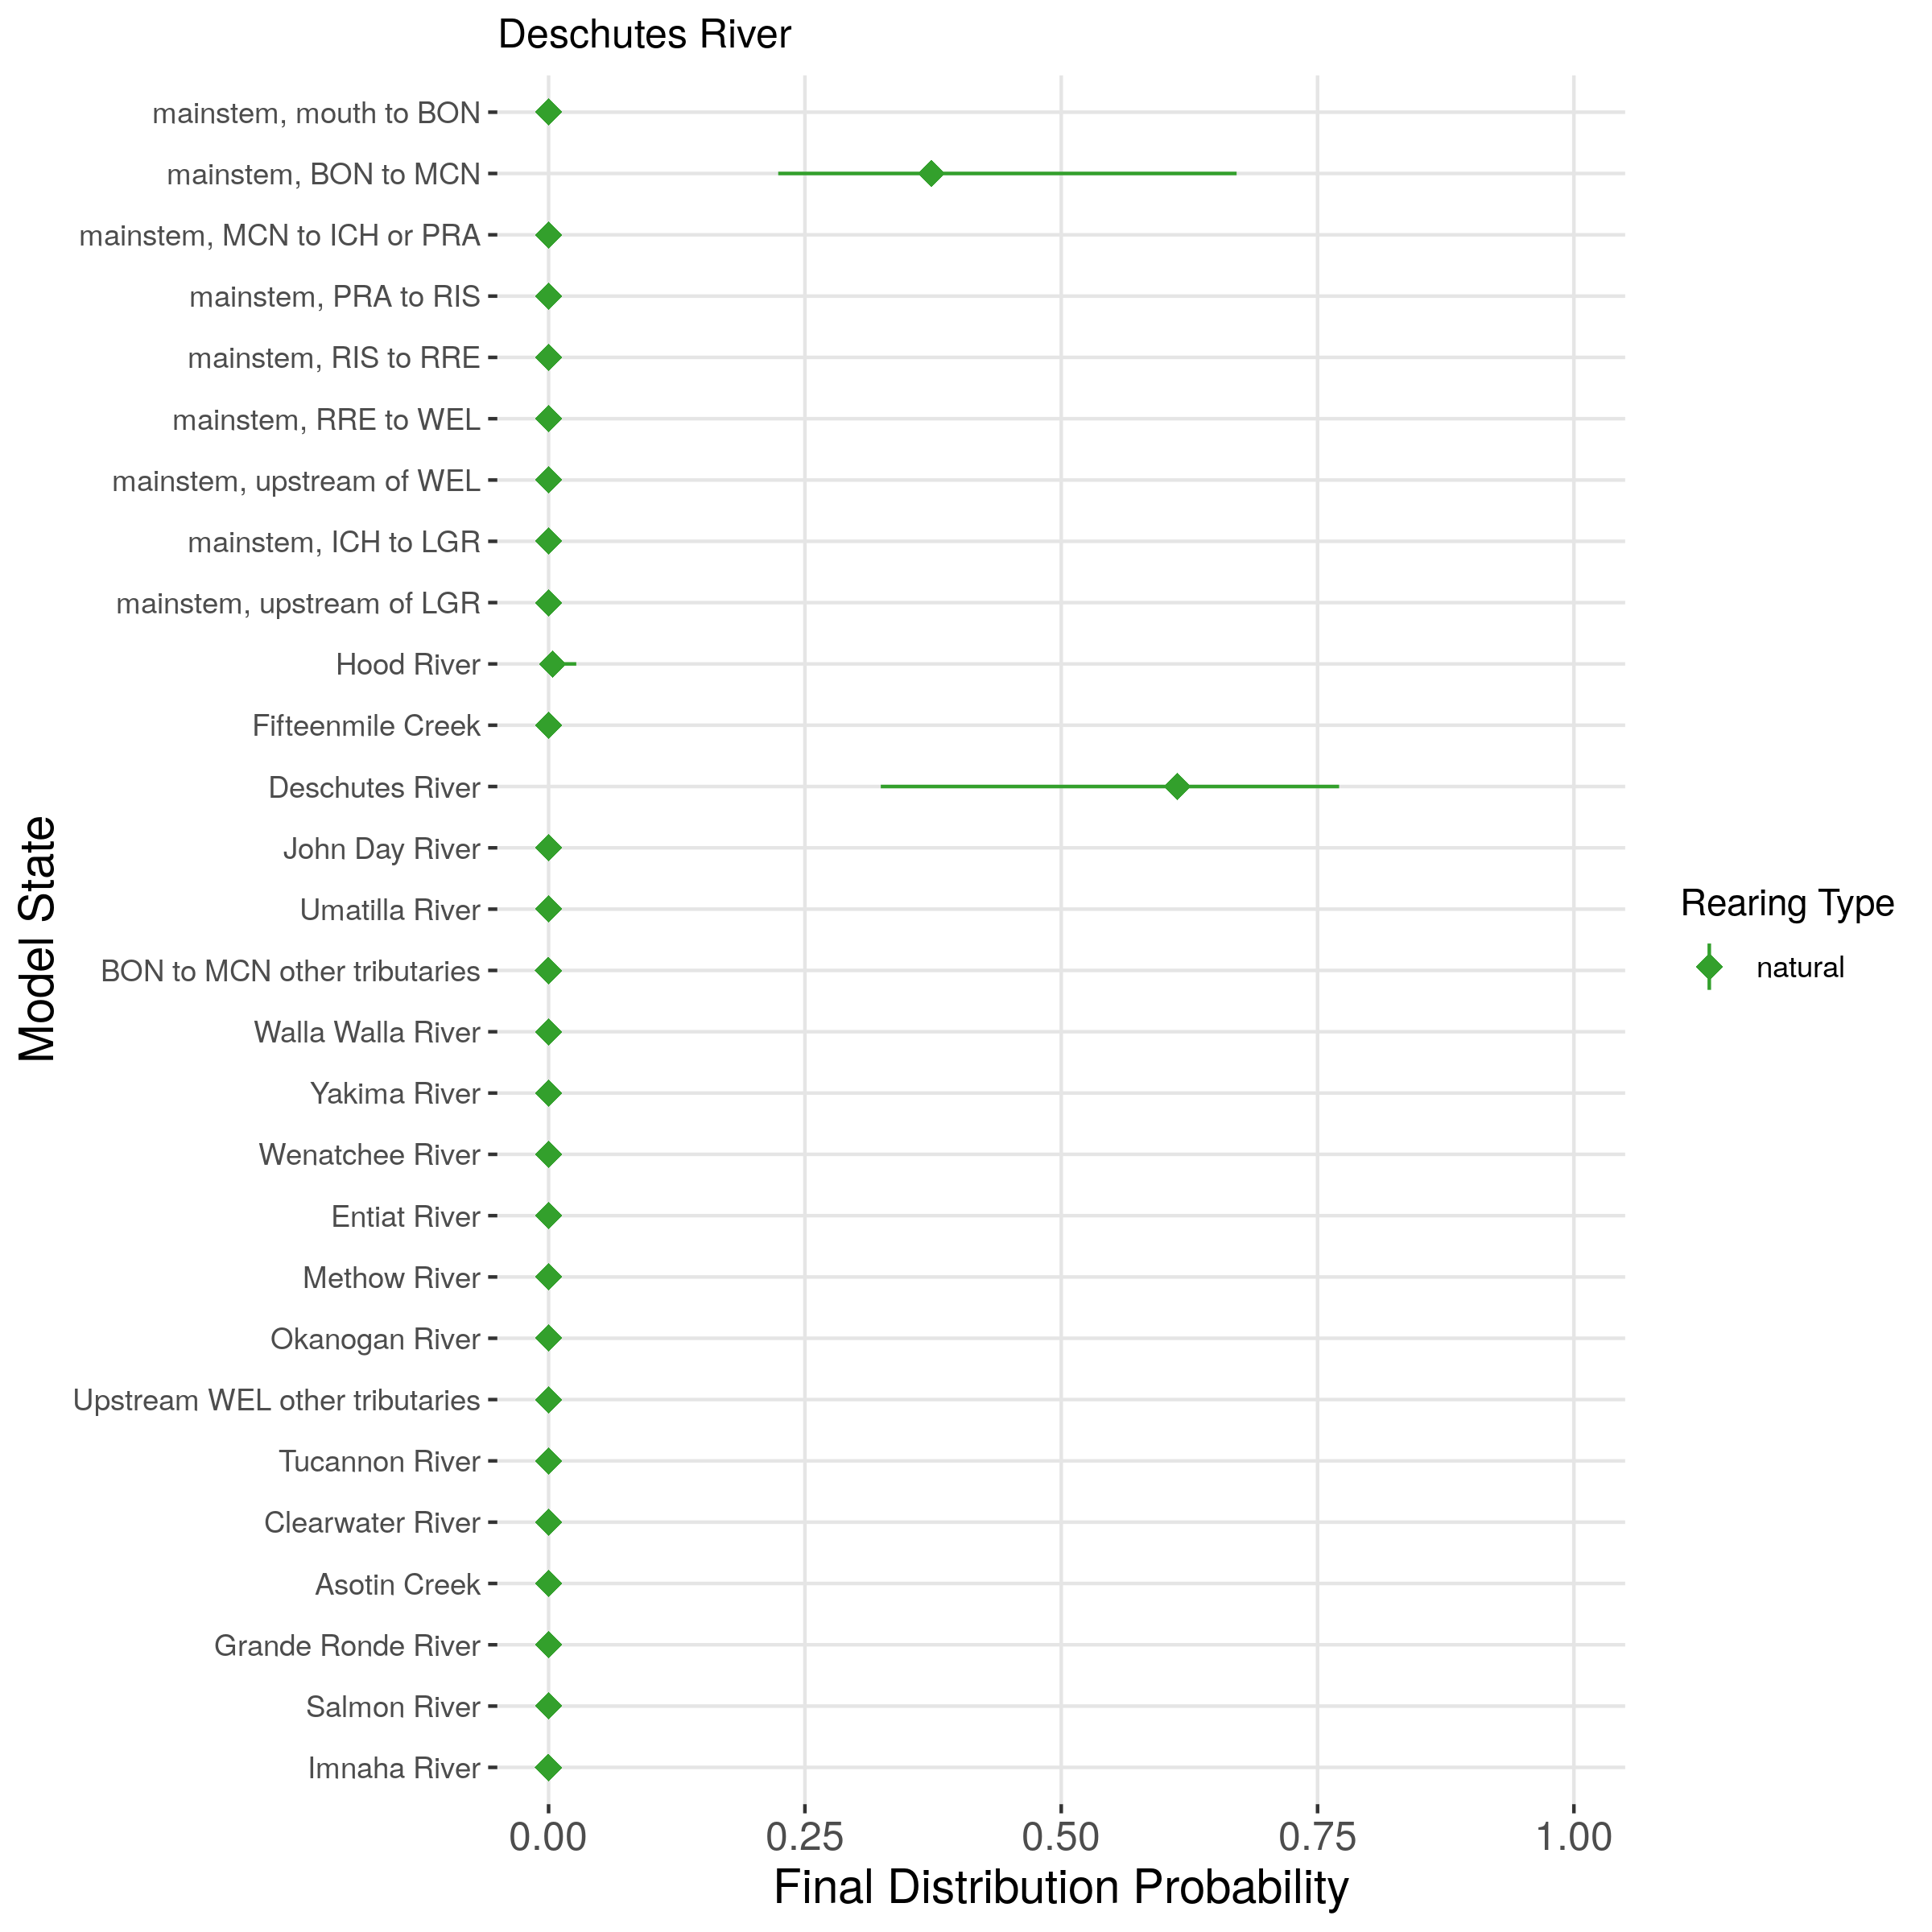 Deschutes River
mainstem, mouth to BON
mainstem, BON to MCN
mainstem, MCN to ICH or PRA
mainstem, PRA to RIS
mainstem, RIS to RRE
mainstem, RRE to WEL
mainstem, upstream of WEL
mainstem, ICH to LGR
mainstem, upstream of LGR
Hood River
Fifteenmile Creek
Deschutes River
John Day River
Umatilla River
BON to MCN other tributaries
Walla Walla River
Yakima River
Wenatchee River
Entiat River
Methow River
Okanogan River
Upstream WEL other tributaries
Tucannon River
Clearwater River
Asotin Creek
Grande Ronde River
Salmon River
Imnaha River
Model State
0.00 0.25 0.50 0.75 1.00
Final Distribution Probability
Rearing Type
natural